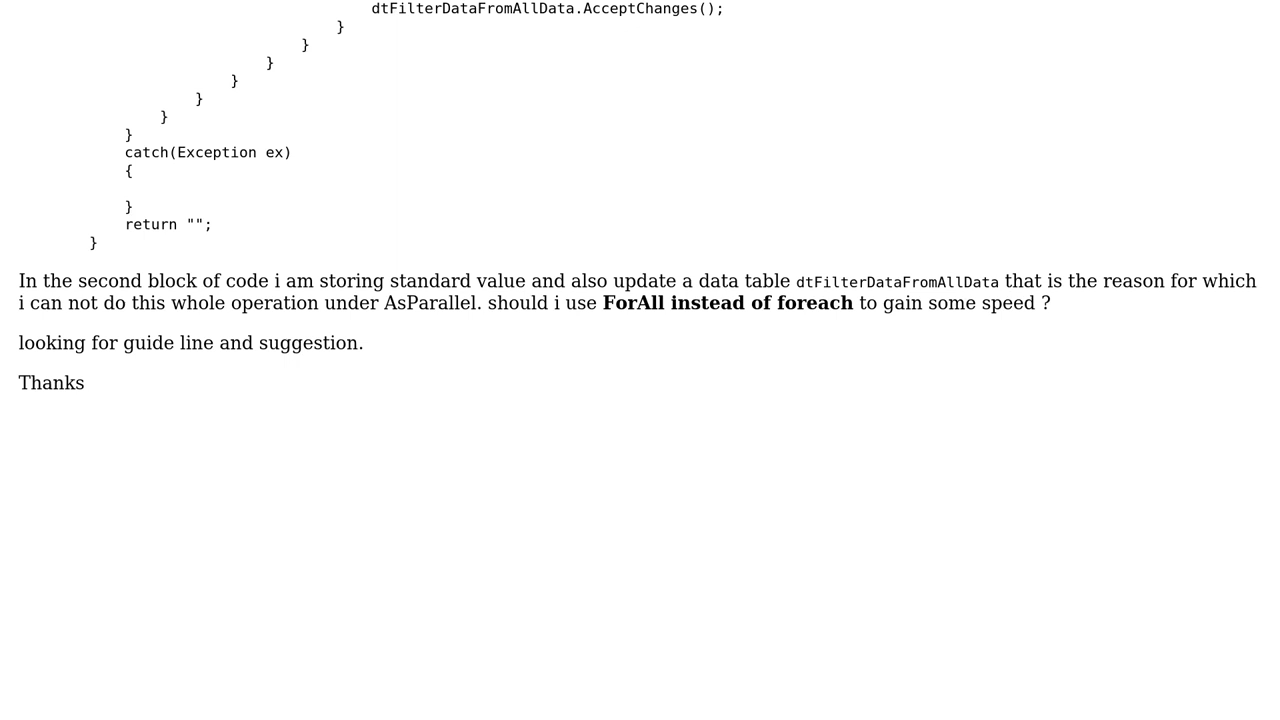 dtFilterDataFromAllData.AcceptChanges();
}
}
}
}
}
}
}
catch(Exception ex)
{
}
return "";
}
In the second block of code i am storing standard value and also update a data table dtFilterDataFromAllData that is the reason for which
i can not do this whole operation under AsParallel. should i use ForAll instead of foreach to gain some speed ?
looking for guide line and suggestion.
Thanks